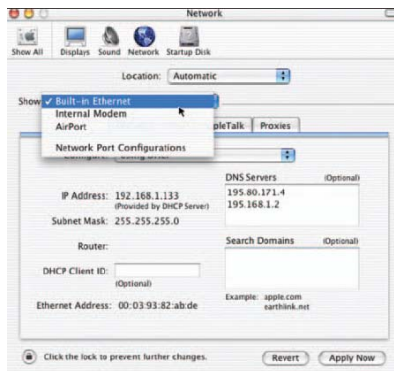 Network
Show All Displays Sound Network Startup Disk
Location: Automatic
Show ✓ Built-in Ethernet
Internal Modem
AirPort
pleTalk Proxies
Network Port Configurations
DNS Servers (Optional)
IP Address: 192.168.1.133 195.80.171.4
(Provided by DHCP Server) 195.168.1.2
Subnet Mask: 255.255.255.0
Router: Search Domains (Optional)
DHCP Client ID:
(Optional)
Example: apple.com
Ethernet Address: 00:03:93:82:ab:de earthlink.net
Click the lock to prevent further changes. Revert Apply Now